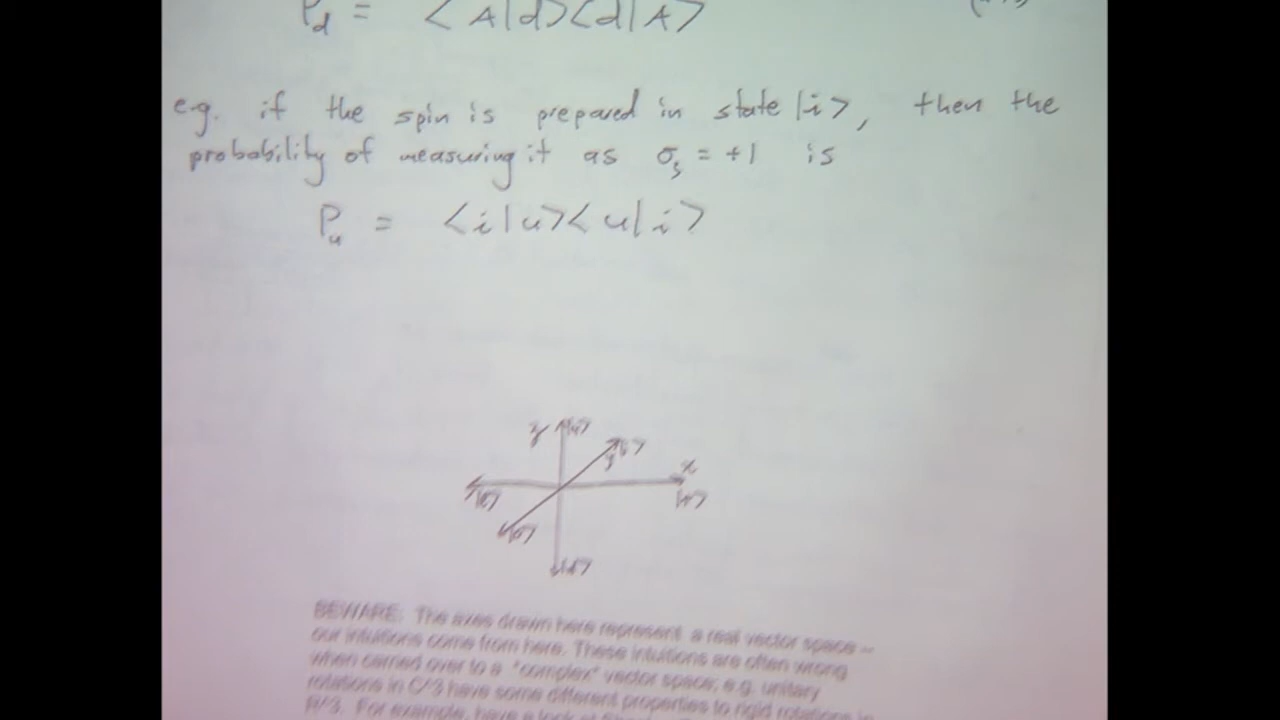 P_d = <A|d><d|A>
e.g. if the spin is prepared in state |i>, then the
probability of measuring it as σ_z = +1 is
P_u = <i|u><u|i>
z |u>
y |i>
x
|l> |r>
|o>
|d>
BEWARE: The axes drawn here represent a real vector space –
our intuitions come from here. These intuitions are often wrong
when carried over to a "complex" vector space, e.g. unitary
rotations in C^3 have some different properties to rigid rotations in
R^3. For example, have a look at